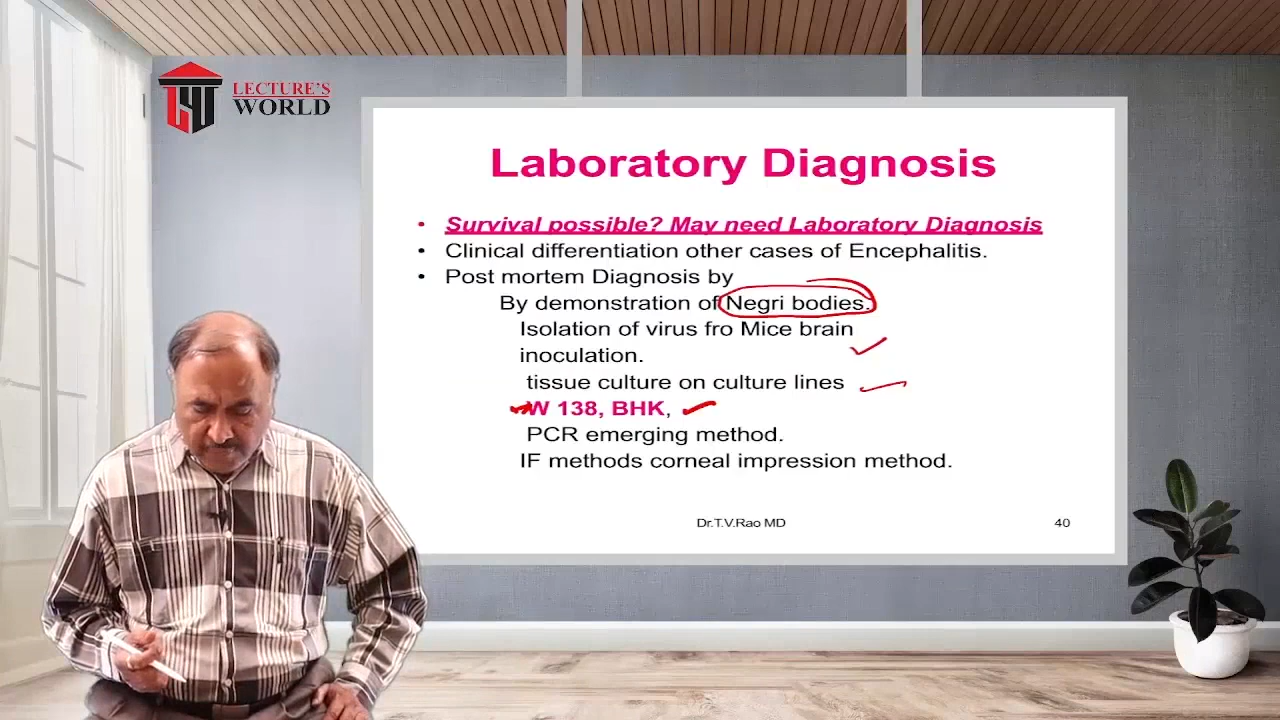 LECTURE'S
WORLD
Laboratory Diagnosis
• Survival possible? May need Laboratory Diagnosis
• Clinical differentiation other cases of Encephalitis.
• Post mortem Diagnosis by
By demonstration of Negri bodies.
Isolation of virus fro Mice brain
inoculation.
tissue culture on culture lines
W 138, BHK,
PCR emerging method.
IF methods corneal impression method.
Dr.T.V.Rao MD
40